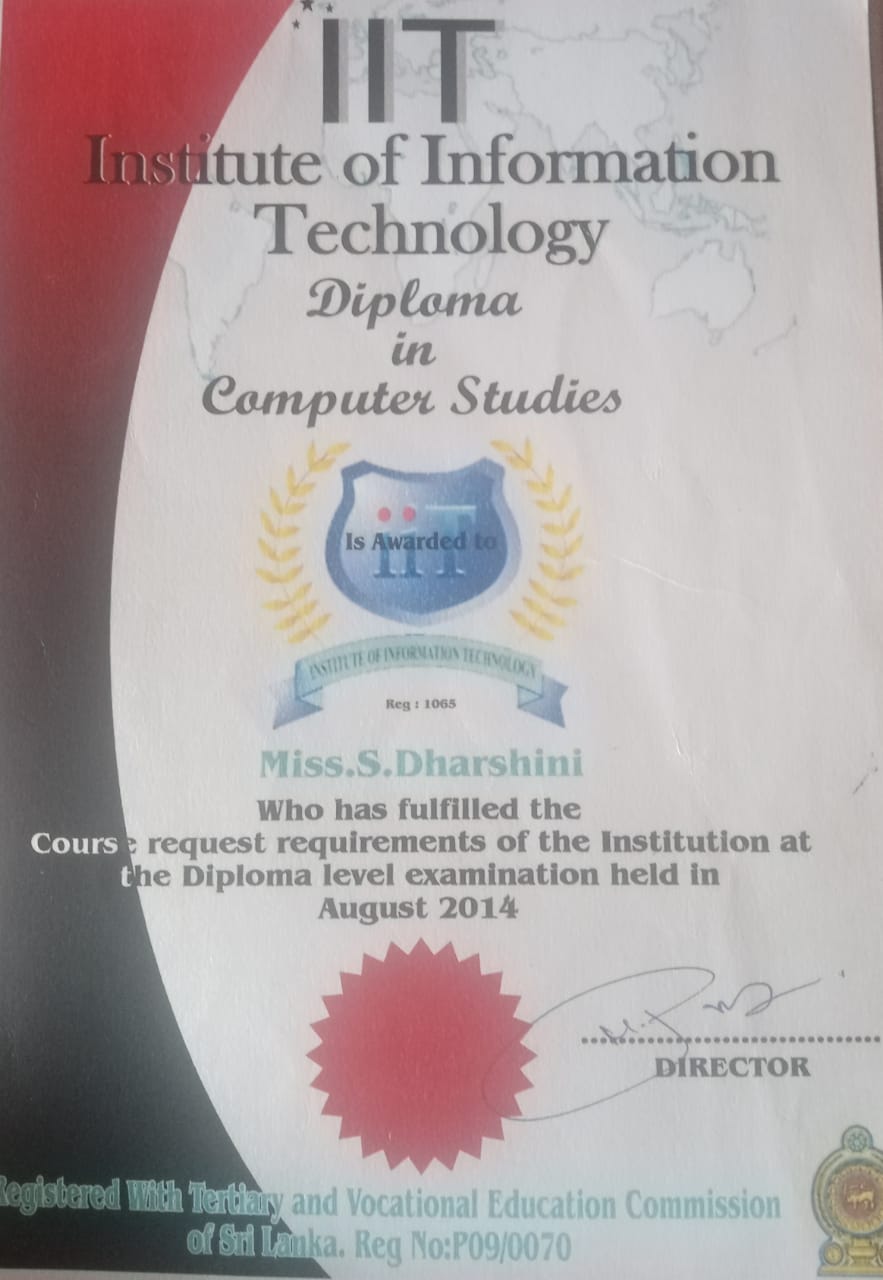 IIT
Institute of Information
Technology
Diploma
in
Computer Studies
iiT
Is Awarded to
INSTITUTE OF INFORMATION TECHNOLOGY
Reg : 1065
Miss.S.Dharshini
Who has fulfilled the
Course request requirements of the Institution at
the Diploma level examination held in
August 2014
DIRECTOR
Registered With Tertiary and Vocational Education Commission
of Sri Lanka. Reg No:P09/0070